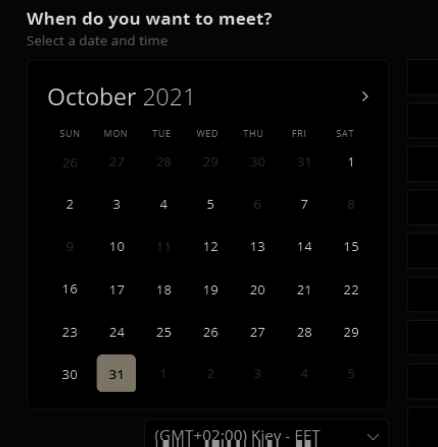 When do you want to meet?
Select a date and time
October 2021
SUN MON TUE WED THU FRI SAT
26 27 28 29 30 31 1
2 3 4 5 6 7 8
9 10 11 12 13 14 15
16 17 18 19 20 21 22
23 24 25 26 27 28 29
30 31 1 2 3 4 5
(GMT+02:00) Kiev - EET